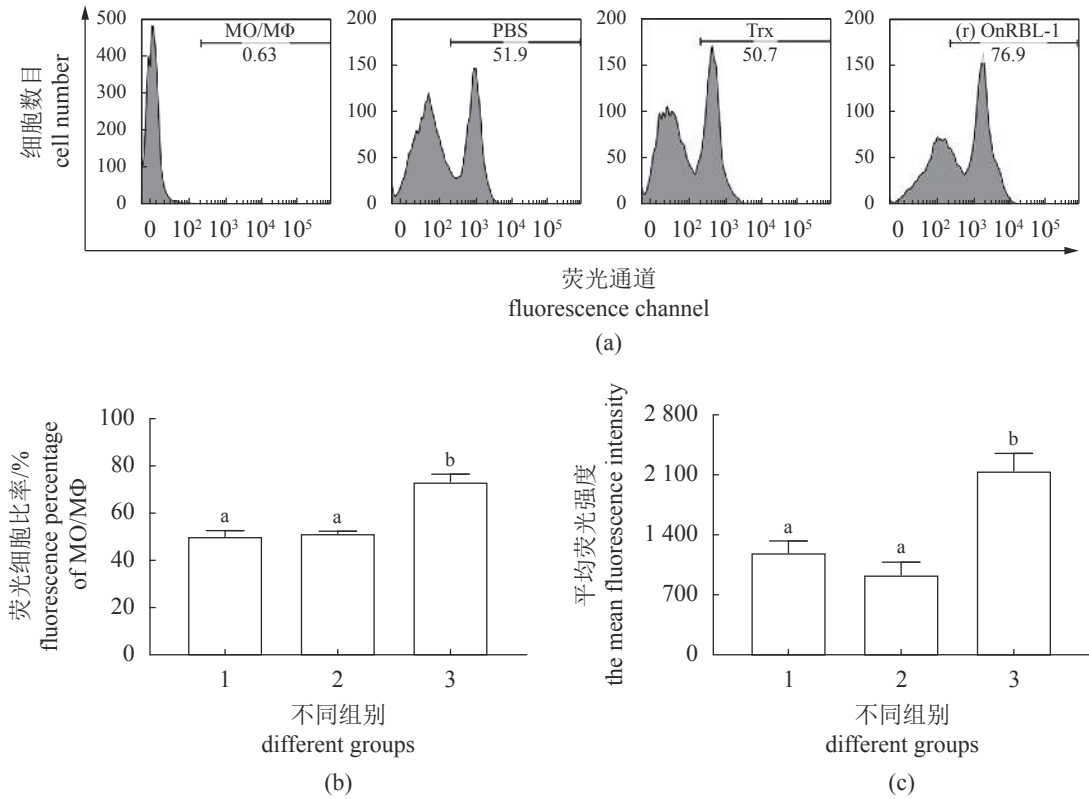 MO/MΦ
0.63
500
400
300
200
100
0
0 10² 10³ 10⁴ 10⁵
PBS
51.9
200
150
100
50
0
0 10² 10³ 10⁴ 10⁵
Trx
50.7
200
150
100
50
0
0 10² 10³ 10⁴ 10⁵
(r) OnRBL-1
76.9
200
150
100
50
0
0 10² 10³ 10⁴ 10⁵
细胞数目
cell number
荧光通道
fluorescence channel
(a)
荧光细胞比率/%
fluorescence percentage
of MO/MΦ
100
80
60
40
20
0
a
a
b
1 2 3
不同组别
different groups
(b)
平均荧光强度
the mean fluorescence intensity
2 800
2 100
1 400
700
0
a
a
b
1 2 3
不同组别
different groups
(c)